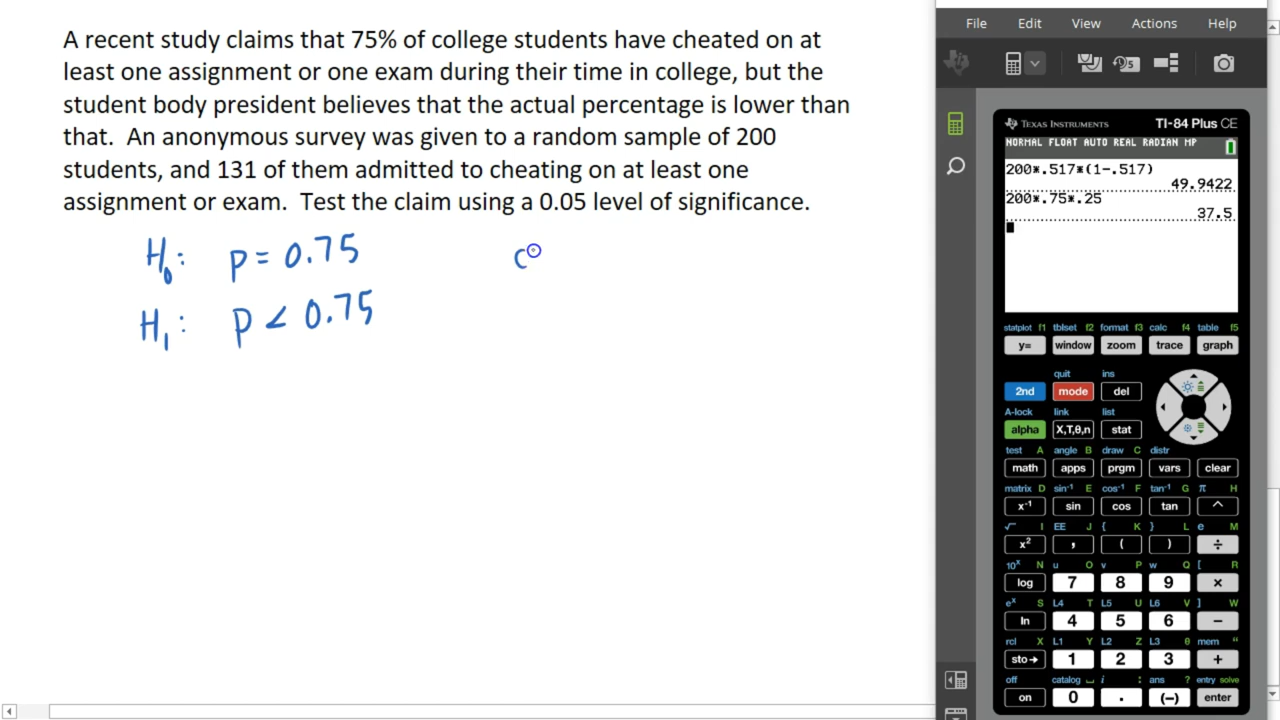 A recent study claims that 75% of college students have cheated on at
least one assignment or one exam during their time in college, but the
student body president believes that the actual percentage is lower than
that. An anonymous survey was given to a random sample of 200
students, and 131 of them admitted to cheating on at least one
assignment or exam. Test the claim using a 0.05 level of significance.
H₀: p = 0.75
H₁: p < 0.75
File Edit View Actions Help
TEXAS INSTRUMENTS TI-84 Plus CE
NORMAL FLOAT AUTO REAL RADIAN MP
200*.517*(1-.517)
49.9422
200*.75*.25
37.5
statplot f1 tblset f2 format f3 calc f4 table f5
y= window zoom trace graph
quit ins
2nd mode del
A-lock link list
alpha X,T,θ,n stat
test A angle B draw C distr
math apps prgm vars clear
matrix D sin⁻¹ E cos⁻¹ F tan⁻¹ G π H
x⁻¹ sin cos tan ^
√ I EE J { K } L e M
x² , ( ) ÷
10ˣ N u O v P w Q [ R
log 7 8 9 ×
eˣ S L4 T L5 U L6 V ] W
ln 4 5 6 −
rcl X L1 Y L2 Z L3 θ mem "
sto→ 1 2 3 +
off catalog i : ans ? entry solve
on 0 . (−) enter